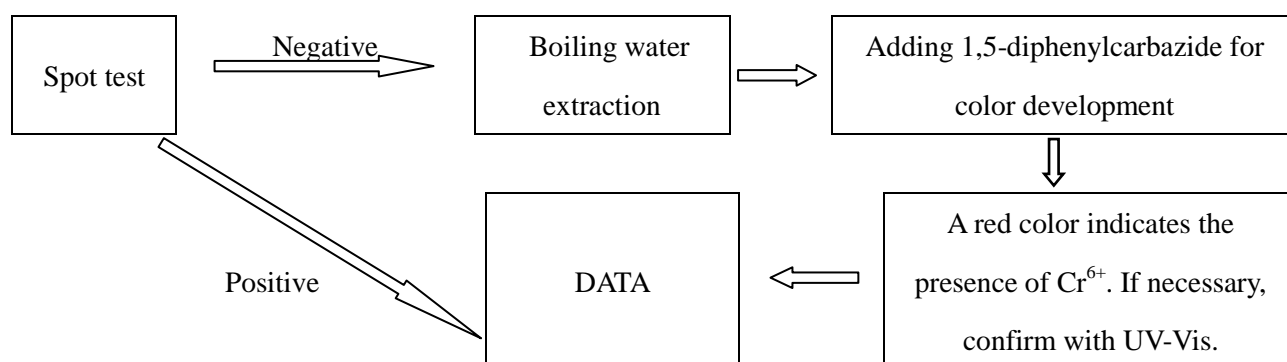 Spot test
Negative
Boiling water
extraction
Adding 1,5-diphenylcarbazide for
color development
A red color indicates the
presence of Cr⁶⁺. If necessary,
confirm with UV-Vis.
DATA
Positive